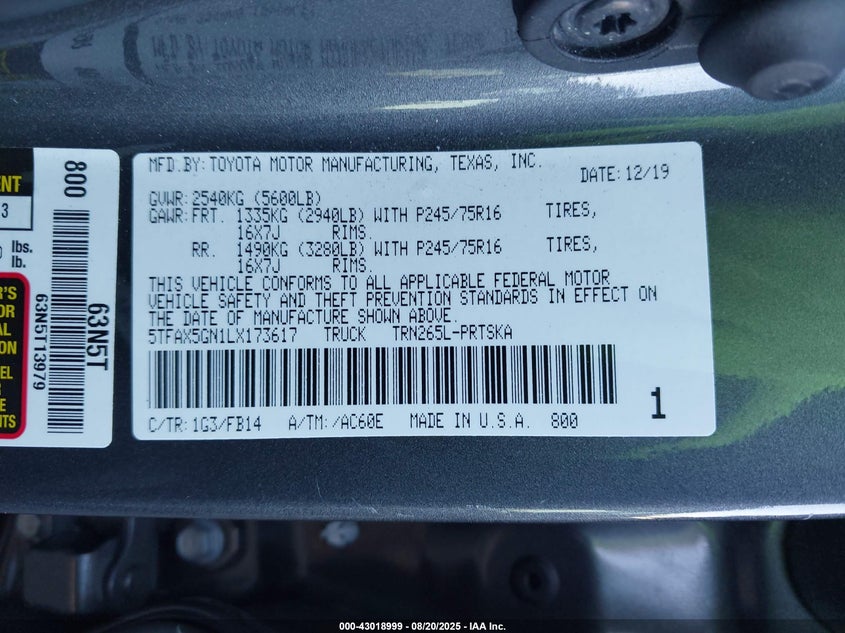 MFD.BY:TOYOTA MOTOR MANUFACTURING, TEXAS, INC.
DATE:12/19
GVWR:2540KG (5600LB)
GAWR:FRT. 1335KG (2940LB) WITH P245/75R16 TIRES,
16X7J RIMS.
RR. 1490KG (3280LB) WITH P245/75R16 TIRES,
16X7J RIMS.
THIS VEHICLE CONFORMS TO ALL APPLICABLE FEDERAL MOTOR
VEHICLE SAFETY AND THEFT PREVENTION STANDARDS IN EFFECT ON
THE DATE OF MANUFACTURE SHOWN ABOVE.
5TFAX5GN1LX173617 TRUCK TRN265L-PRTSKA
C/TR:1G3/FB14 A/TM:/AC60E MADE IN U.S.A. 800
1
800
63N5T
63N5T13979
lbs.
lb.
000-43018999 - 08/20/2025 - IAA Inc.